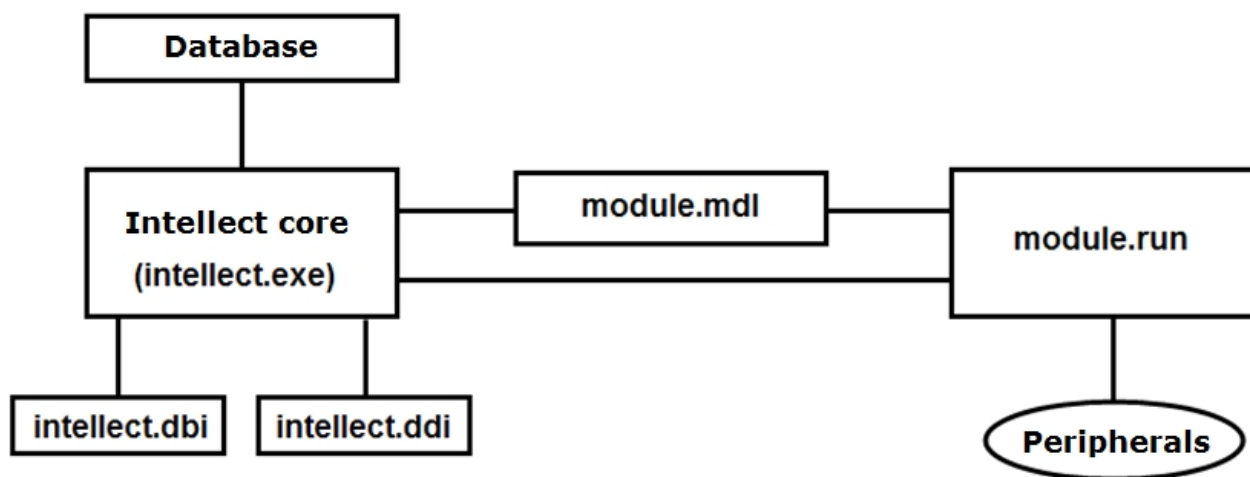 Database
Intellect core
(intellect.exe)
module.mdl
module.run
intellect.dbi
intellect.ddi
Peripherals